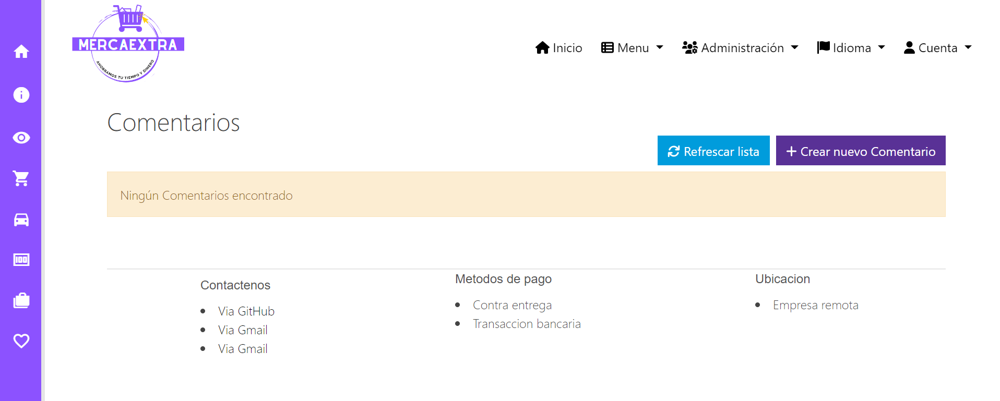 MERCAEXTRA
AHORRAMOS TU TIEMPO Y DINERO
Inicio
Menu
Administración
Idioma
Cuenta
Comentarios
Refrescar lista
Crear nuevo Comentario
Ningún Comentarios encontrado
100
Contactenos
Via GitHub
Via Gmail
Via Gmail
Metodos de pago
Contra entrega
Transaccion bancaria
Ubicacion
Empresa remota